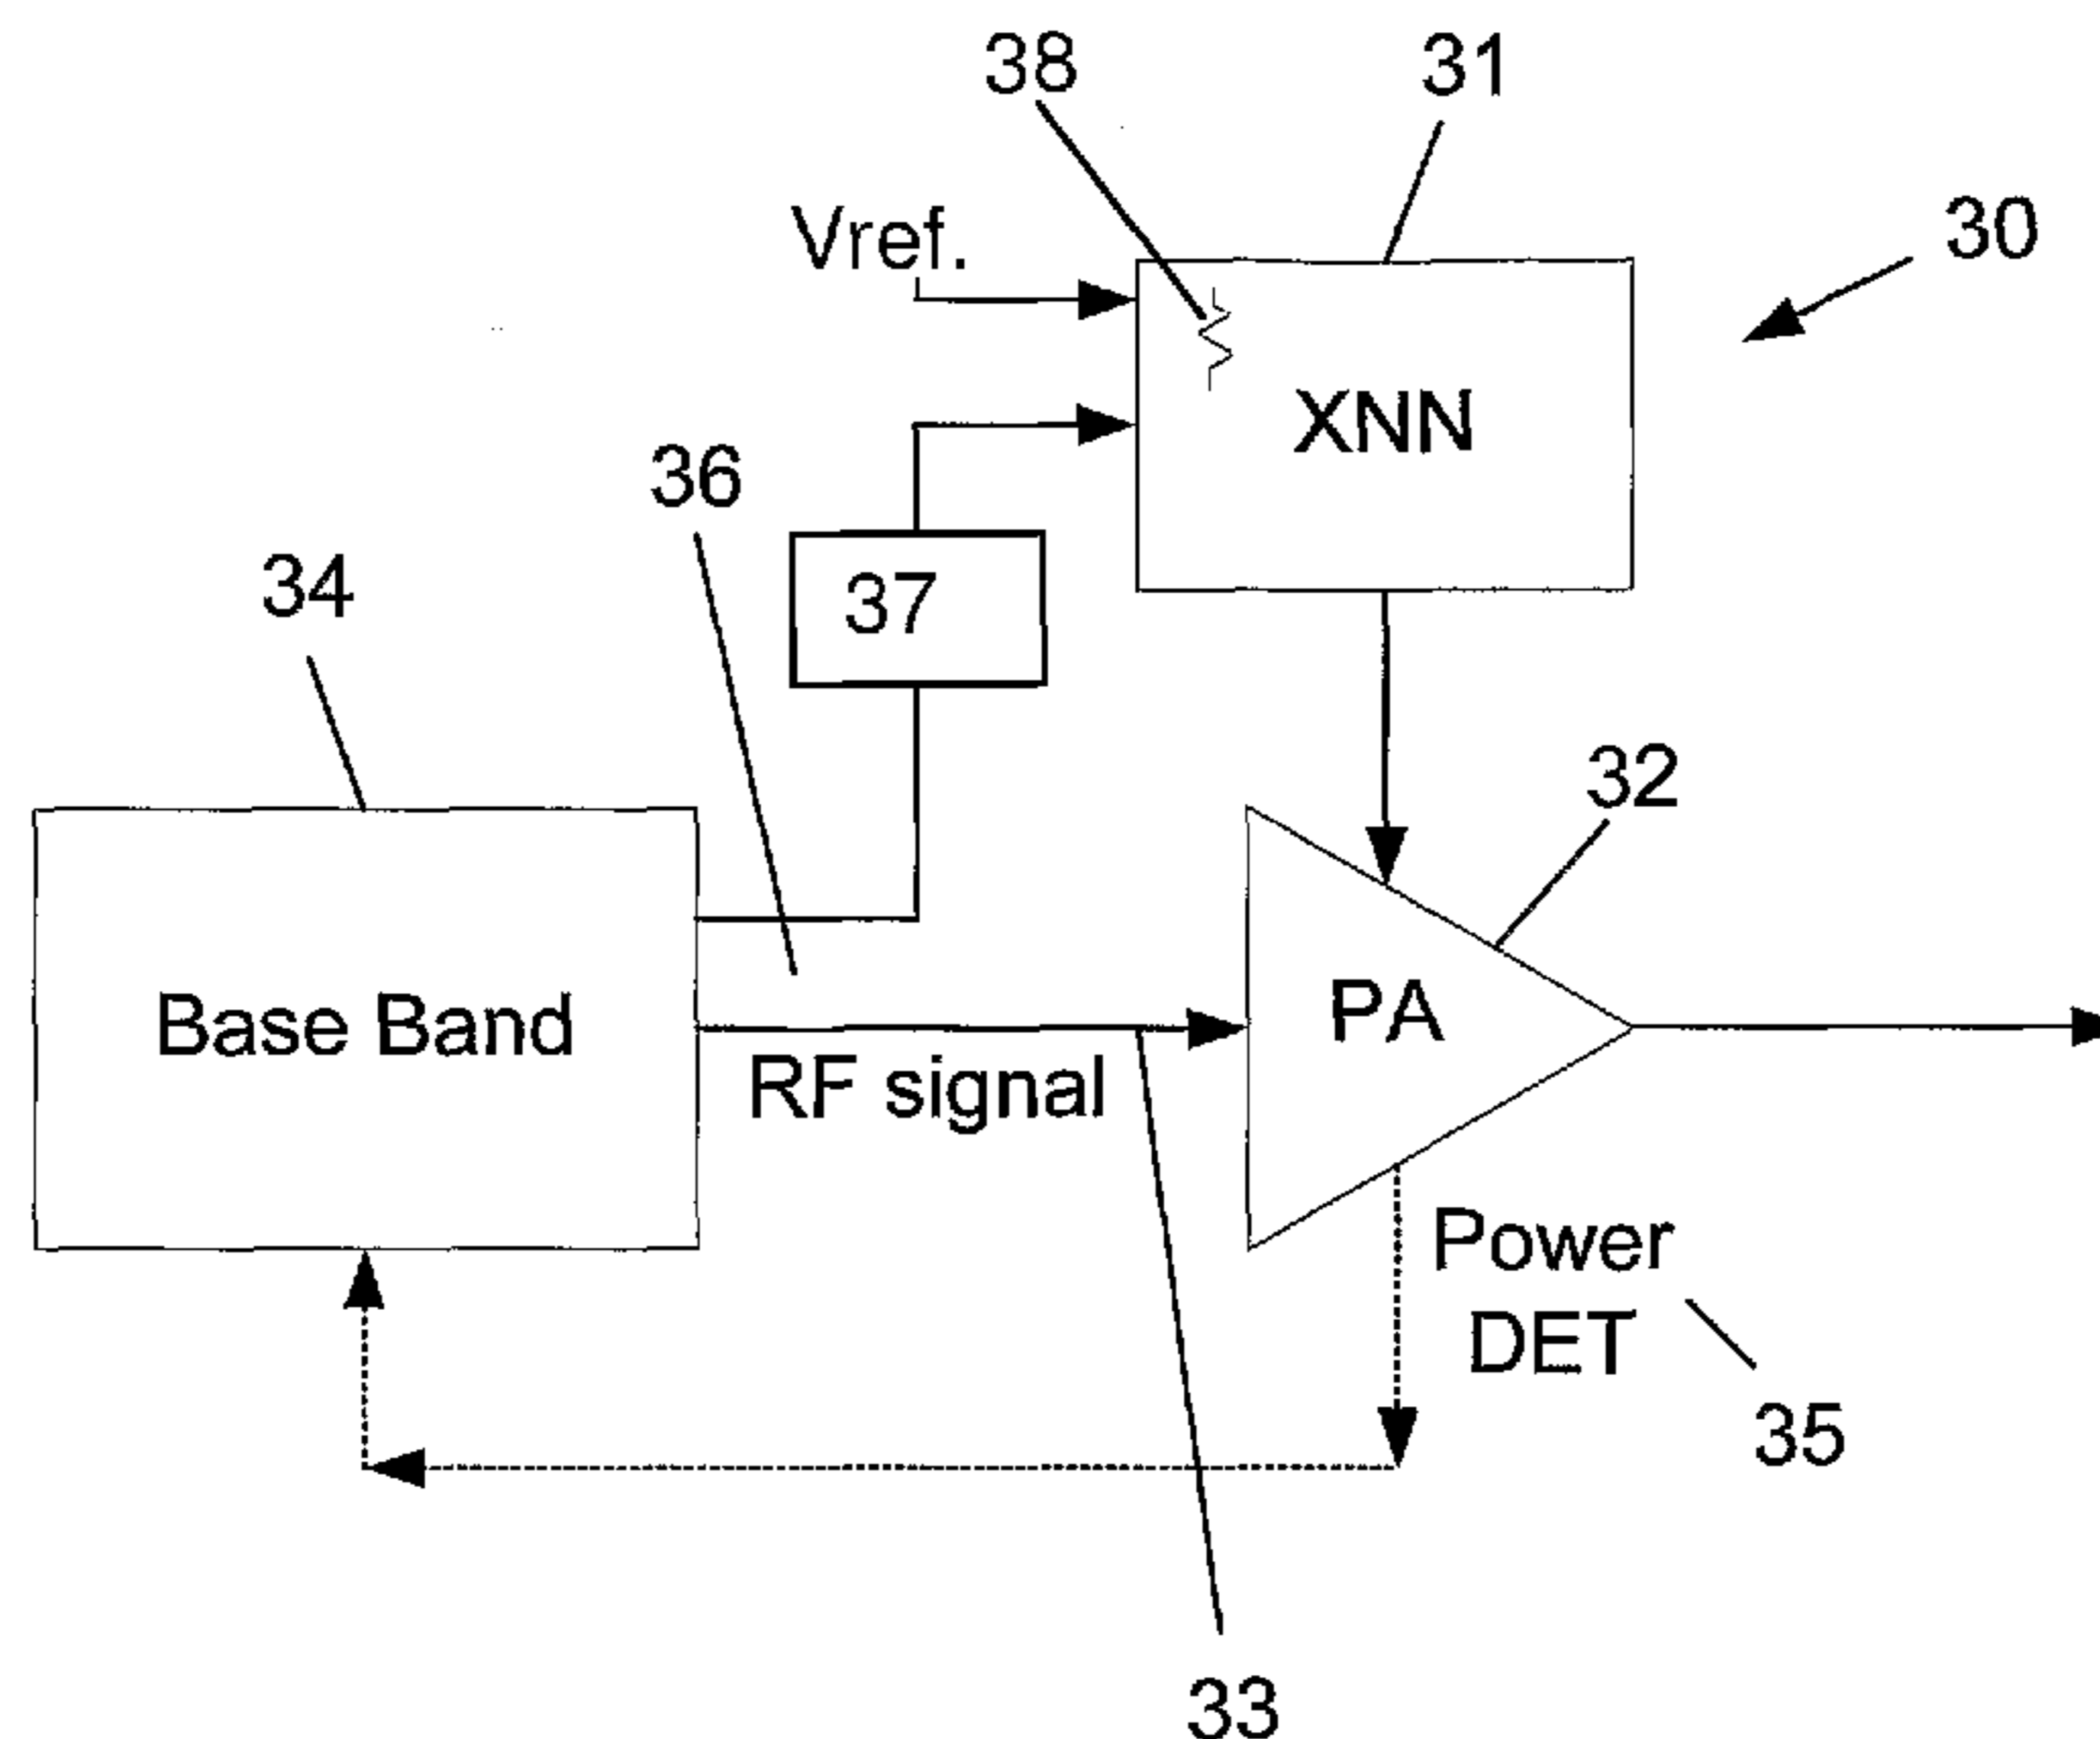 38
31
Vref.
30
XNN
36
34
37
32
Base Band
PA
RF signal
Power
DET
35
33